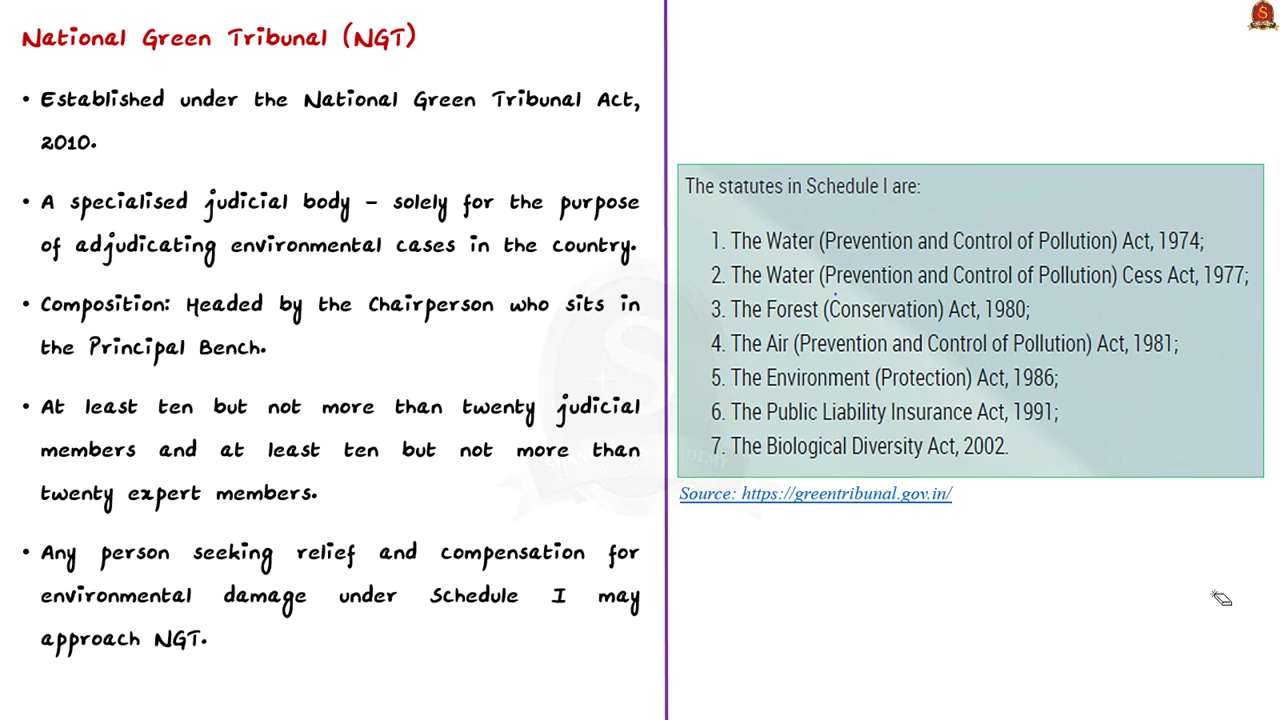 National Green Tribunal (NGT)
• Established under the National Green Tribunal Act,
2010.
• A specialised judicial body – solely for the purpose
of adjudicating environmental cases in the country.
• Composition: Headed by the Chairperson who sits in
the Principal Bench.
• At least ten but not more than twenty judicial
members and at least ten but not more than
twenty expert members.
• Any person seeking relief and compensation for
environmental damage under Schedule I may
approach NGT.
The statutes in Schedule I are:
1. The Water (Prevention and Control of Pollution) Act, 1974;
2. The Water (Prevention and Control of Pollution) Cess Act, 1977;
3. The Forest (Conservation) Act, 1980;
4. The Air (Prevention and Control of Pollution) Act, 1981;
5. The Environment (Protection) Act, 1986;
6. The Public Liability Insurance Act, 1991;
7. The Biological Diversity Act, 2002.
Source: https://greentribunal.gov.in/
S